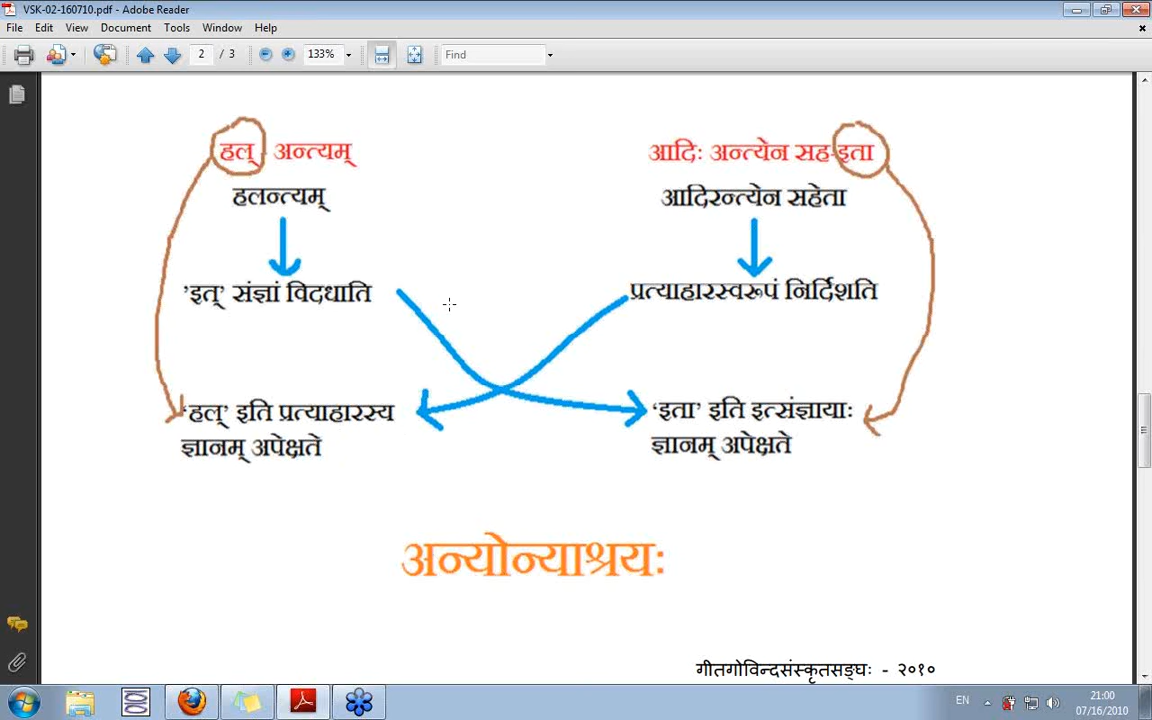 VSK-02-160710.pdf - Adobe Reader
File Edit View Document Tools Window Help
2 / 3 133% Find
हल् अन्त्यम्
आदिः अन्त्येन सह-इता
हलन्त्यम्
आदिरन्त्येन सहेता
'इत्' संज्ञां विदधाति
प्रत्याहारस्वरूपं निर्दिशति
'हल्' इति प्रत्याहारस्य
ज्ञानम् अपेक्षते
'इता' इति इत्संज्ञायाः
ज्ञानम् अपेक्षते
अन्योन्याश्रयः
गीतगोविन्दसंस्कृतसङ्घः - २०१०
EN 21:00
07/16/2010